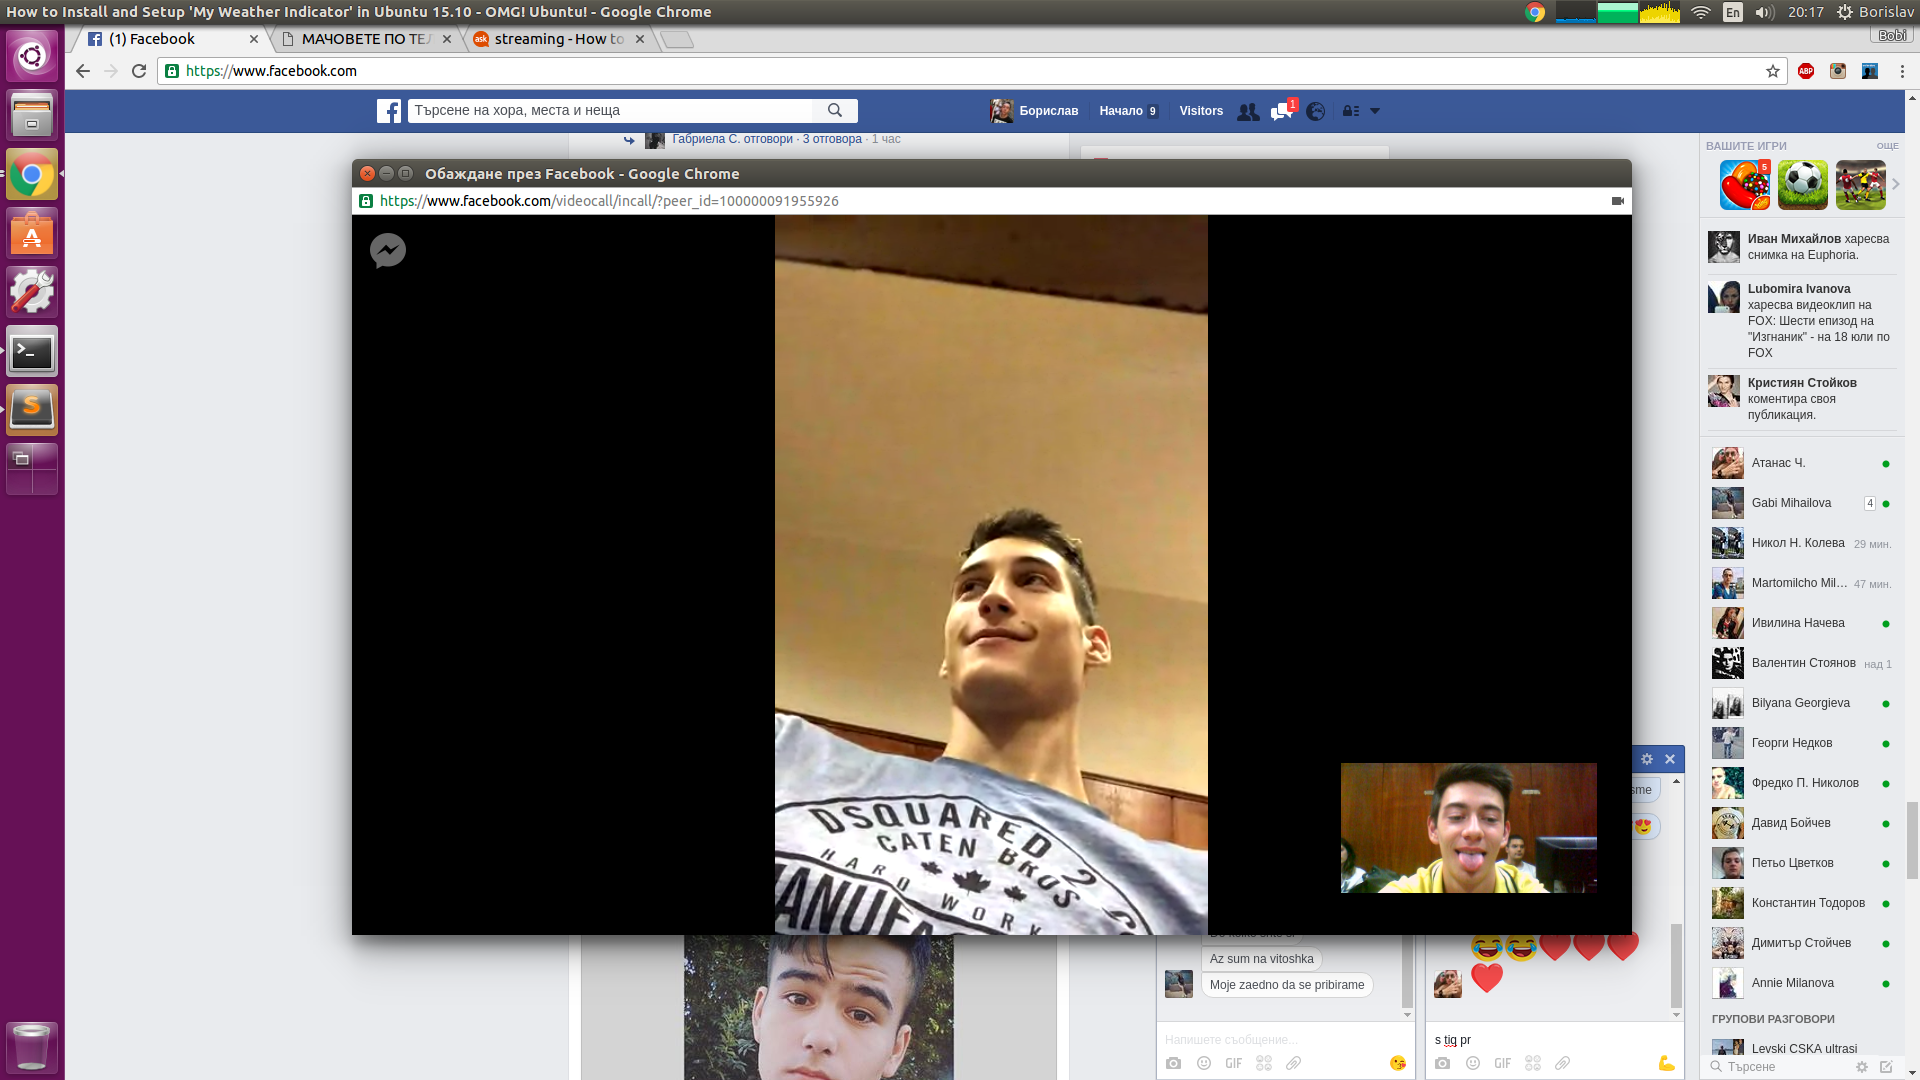 How to Install and Setup 'My Weather Indicator' in Ubuntu 15.10 - OMG! Ubuntu! - Google Chrome
En
20:17
Borislav
(1) Facebook
МАЧОВЕТЕ ПО ТЕЛ
ask
streaming - How to
Bobi
https://www.facebook.com
ABP
Търсене на хора, места и неща
Борислав
Начало 9
Visitors
1
Габриела С. отговори · 3 отговора · 1 час
Обаждане през Facebook - Google Chrome
https://www.facebook.com/videocall/incall/?peer_id=100000091955926
DSQUARED2
CATEN BROS
HARD WORK
ВАШИТЕ ИГРИ
ОЩЕ
5
Иван Михайлов харесва
снимка на Euphoria.
Lubomira Ivanova
харесва видеоклип на
FOX: Шести епизод на
"Изгнаник" - на 18 юли по
FOX
Кристиян Стойков
коментира своя
публикация.
Атанас Ч.
Gabi Mihailova 4
Никол Н. Колева 29 мин.
Martomilcho Mil... 47 мин.
Ивилина Начева
Валентин Стоянов над 1
Bilyana Georgieva
Георги Недков
Фредко П. Николов
Давид Бойчев
Петьо Цветков
Константин Тодоров
Димитър Стойчев
Annie Milanova
ГРУПОВИ РАЗГОВОРИ
Levski CSKA ultrasi
Търсене
sme
Az sum na vitoshka
Moje zaedno da se pribirame
Напишете съобщение...
GIF
s tiq pr
GIF